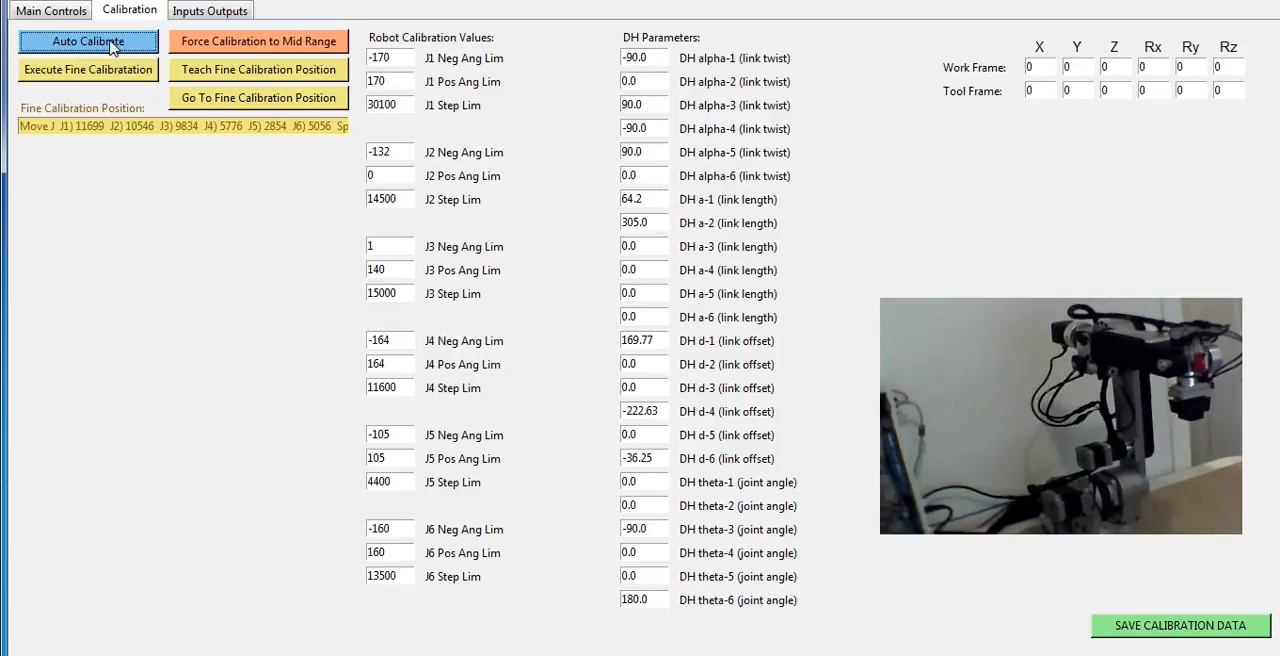 Main Controls Calibration Inputs Outputs
Auto Calibrate Force Calibration to Mid Range
Execute Fine Calibratation Teach Fine Calibration Position
Go To Fine Calibration Position
Fine Calibration Position:
Move J J1) 11699 J2) 10546 J3) 9834 J4) 5776 J5) 2854 J6) 5056 Sp
Robot Calibration Values:
-170 J1 Neg Ang Lim
170 J1 Pos Ang Lim
30100 J1 Step Lim
-132 J2 Neg Ang Lim
0 J2 Pos Ang Lim
14500 J2 Step Lim
1 J3 Neg Ang Lim
140 J3 Pos Ang Lim
15000 J3 Step Lim
-164 J4 Neg Ang Lim
164 J4 Pos Ang Lim
11600 J4 Step Lim
-105 J5 Neg Ang Lim
105 J5 Pos Ang Lim
4400 J5 Step Lim
-160 J6 Neg Ang Lim
160 J6 Pos Ang Lim
13500 J6 Step Lim
DH Parameters:
-90.0 DH alpha-1 (link twist)
0.0 DH alpha-2 (link twist)
90.0 DH alpha-3 (link twist)
-90.0 DH alpha-4 (link twist)
90.0 DH alpha-5 (link twist)
0.0 DH alpha-6 (link twist)
64.2 DH a-1 (link length)
305.0 DH a-2 (link length)
0.0 DH a-3 (link length)
0.0 DH a-4 (link length)
0.0 DH a-5 (link length)
0.0 DH a-6 (link length)
169.77 DH d-1 (link offset)
0.0 DH d-2 (link offset)
0.0 DH d-3 (link offset)
-222.63 DH d-4 (link offset)
0.0 DH d-5 (link offset)
-36.25 DH d-6 (link offset)
0.0 DH theta-1 (joint angle)
0.0 DH theta-2 (joint angle)
-90.0 DH theta-3 (joint angle)
0.0 DH theta-4 (joint angle)
0.0 DH theta-5 (joint angle)
180.0 DH theta-6 (joint angle)
X Y Z Rx Ry Rz
Work Frame: 0 0 0 0 0 0
Tool Frame: 0 0 0 0 0 0
SAVE CALIBRATION DATA